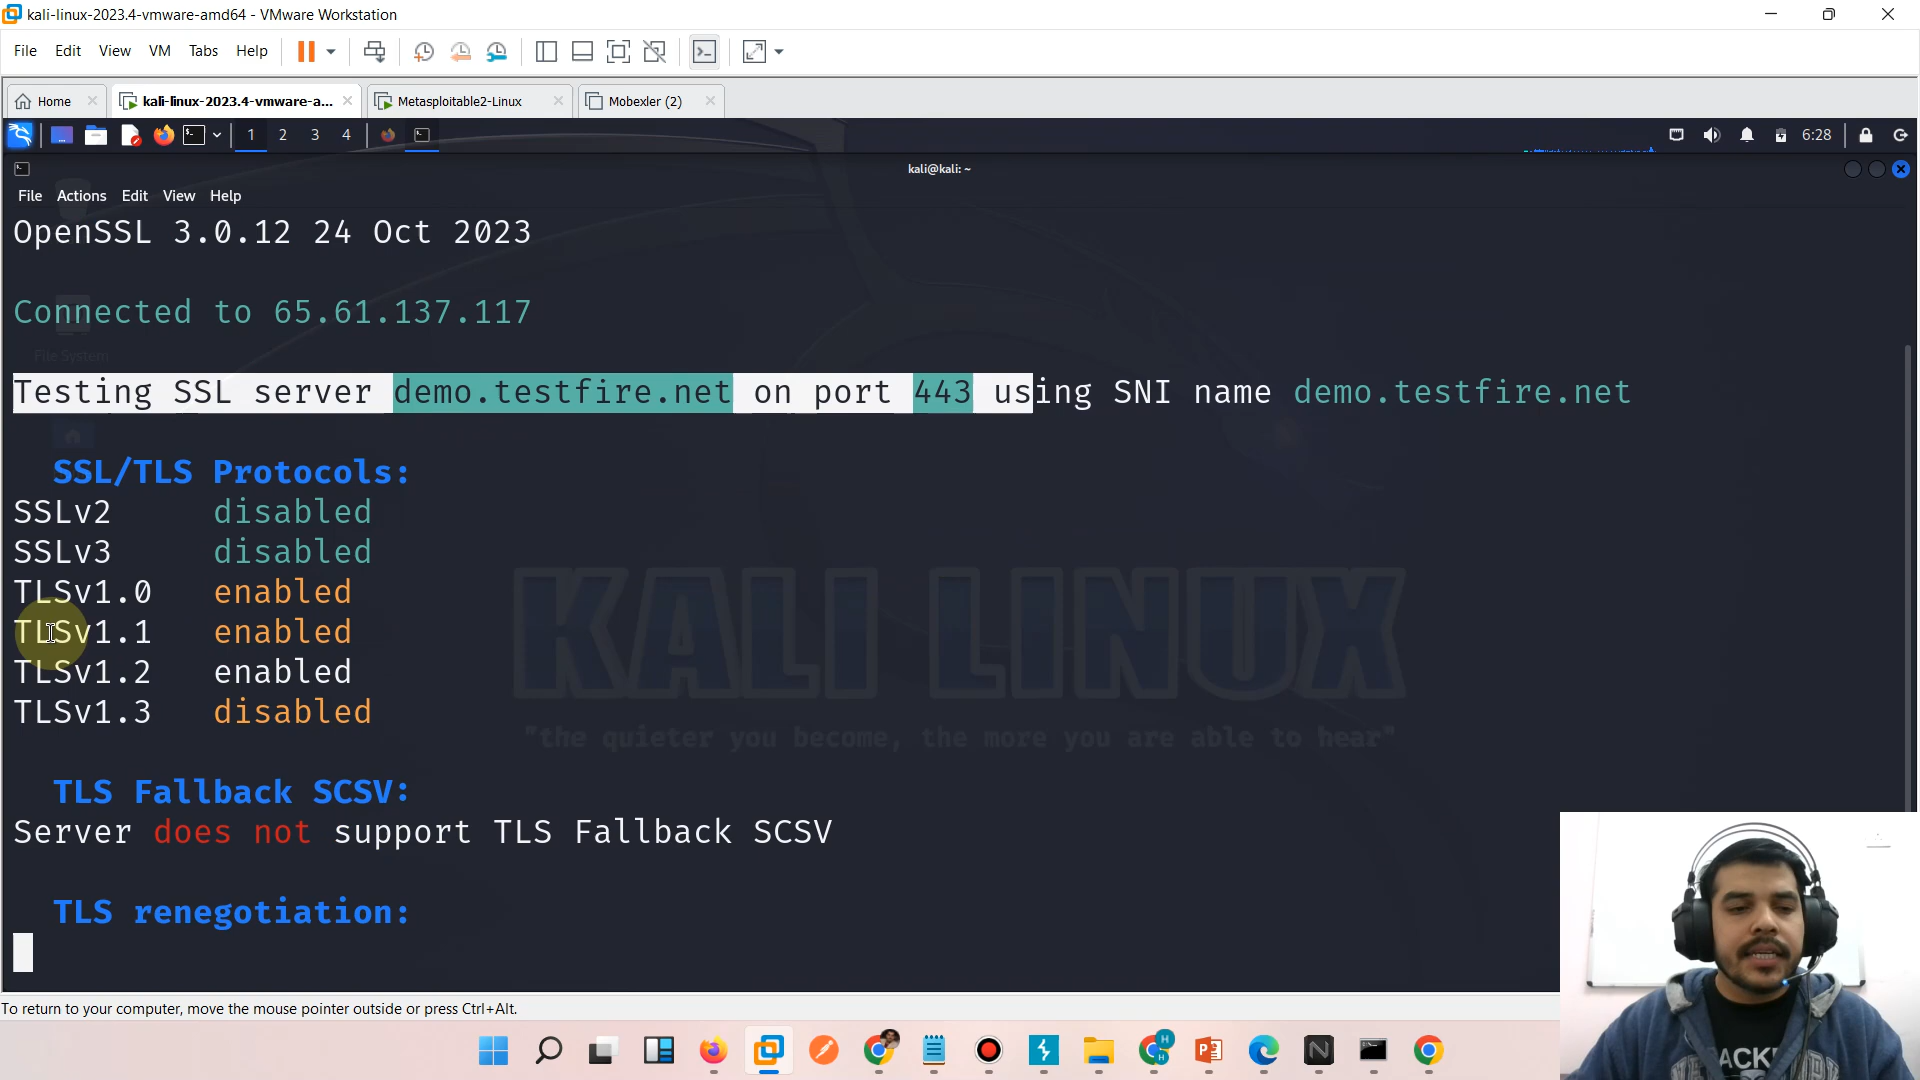 kali-linux-2023.4-vmware-amd64 - VMware Workstation
File Edit View VM Tabs Help
Home kali-linux-2023.4-vmware-a... Metasploitable2-Linux Mobexler (2)
1 2 3 4 6:28
kali@kali: ~
File Actions Edit View Help
OpenSSL 3.0.12 24 Oct 2023
Connected to 65.61.137.117
File System
Testing SSL server demo.testfire.net on port 443 using SNI name demo.testfire.net
SSL/TLS Protocols:
SSLv2 disabled
SSLv3 disabled
TLSv1.0 enabled
TLSv1.1 enabled
TLSv1.2 enabled
TLSv1.3 disabled
KALI LINUX
"the quieter you become, the more you are able to hear"
TLS Fallback SCSV:
Server does not support TLS Fallback SCSV
TLS renegotiation:
To return to your computer, move the mouse pointer outside or press Ctrl+Alt.